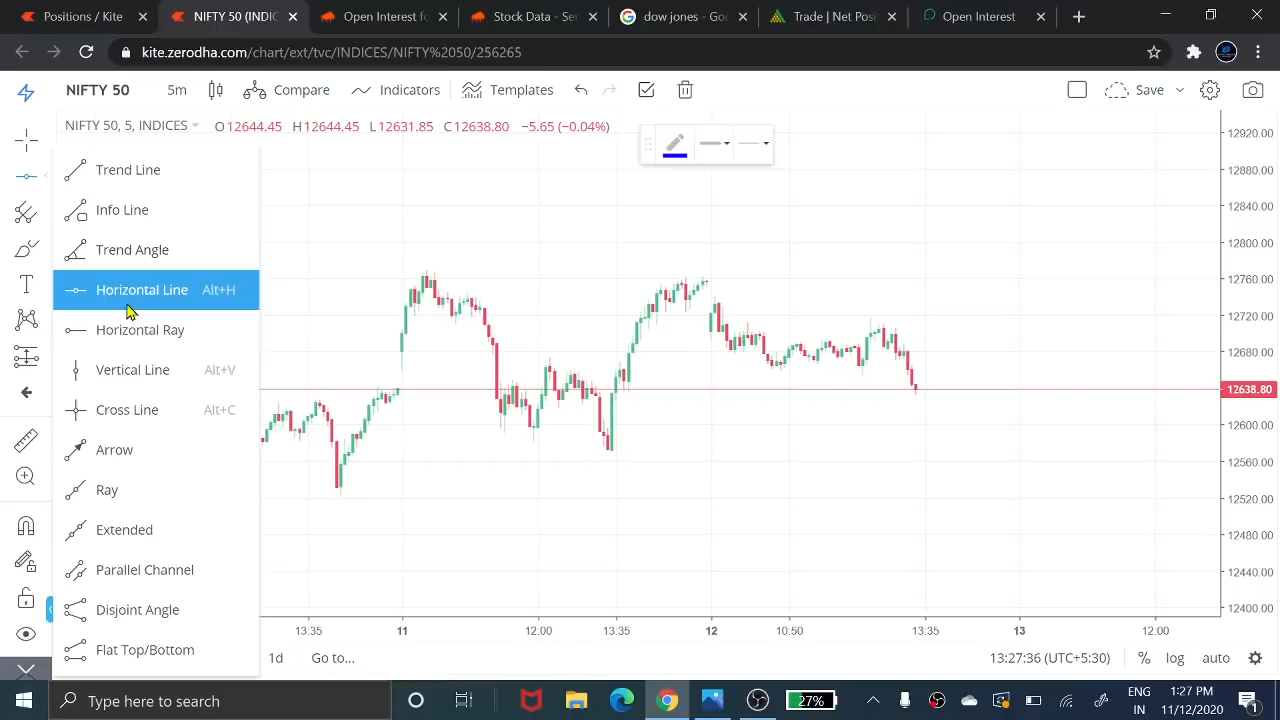 Positions / Kite
NIFTY 50 (INDIC
Open Interest fo
Stock Data - Se
dow jones - Goo
Trade | Net Posi
Open Interest
kite.zerodha.com/chart/ext/tvc/INDICES/NIFTY%2050/256265
NIFTY 50
5m
Compare
Indicators
Templates
Save
NIFTY 50, 5, INDICES
O12644.45 H12644.45 L12631.85 C12638.80 −5.65 (−0.04%)
Trend Line
Info Line
Trend Angle
Horizontal Line Alt+H
Horizontal Ray
Vertical Line Alt+V
Cross Line Alt+C
Arrow
Ray
Extended
Parallel Channel
Disjoint Angle
Flat Top/Bottom
12920.00
12880.00
12840.00
12800.00
12760.00
12720.00
12680.00
12638.80
12600.00
12560.00
12520.00
12480.00
12440.00
12400.00
13:35 11 12:00 13:35 12 10:50 13:35 13 12:00
1d Go to... 13:27:36 (UTC+5:30) % log auto
Type here to search
27%
ENG
IN
1:27 PM
11/12/2020
1